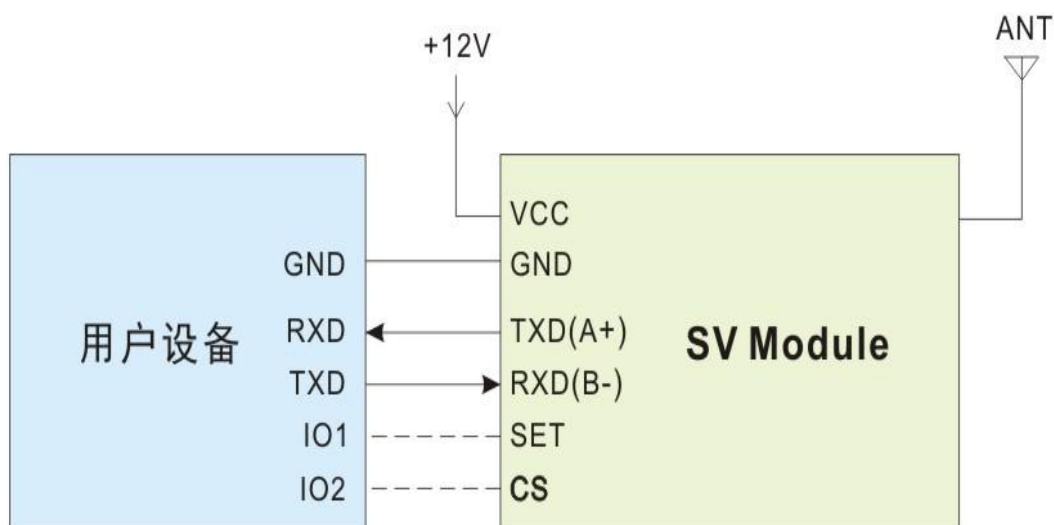 ANT
+12V
VCC
GND GND
用户设备 RXD TXD(A+) SV Module
TXD RXD(B-)
IO1 SET
IO2 CS